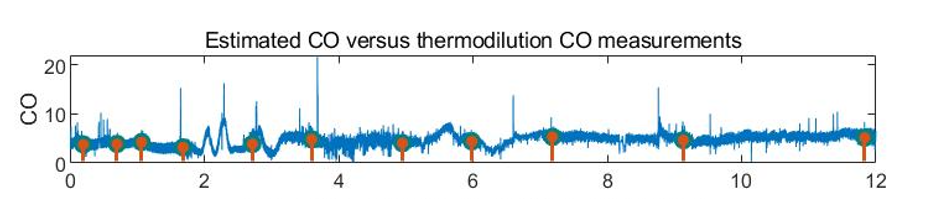 Estimated CO versus thermodilution CO measurements
20
10
0
CO
0 2 4 6 8 10 12